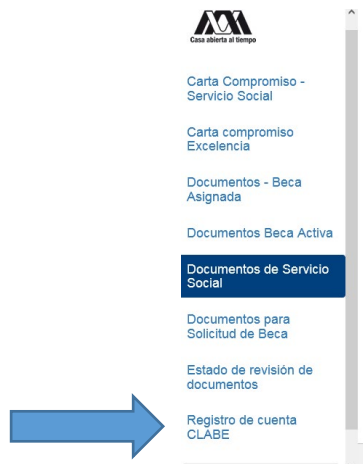 Casa abierta al tiempo
Carta Compromiso -
Servicio Social
Carta compromiso
Excelencia
Documentos - Beca
Asignada
Documentos Beca Activa
Documentos de Servicio
Social
Documentos para
Solicitud de Beca
Estado de revisión de
documentos
Registro de cuenta
CLABE